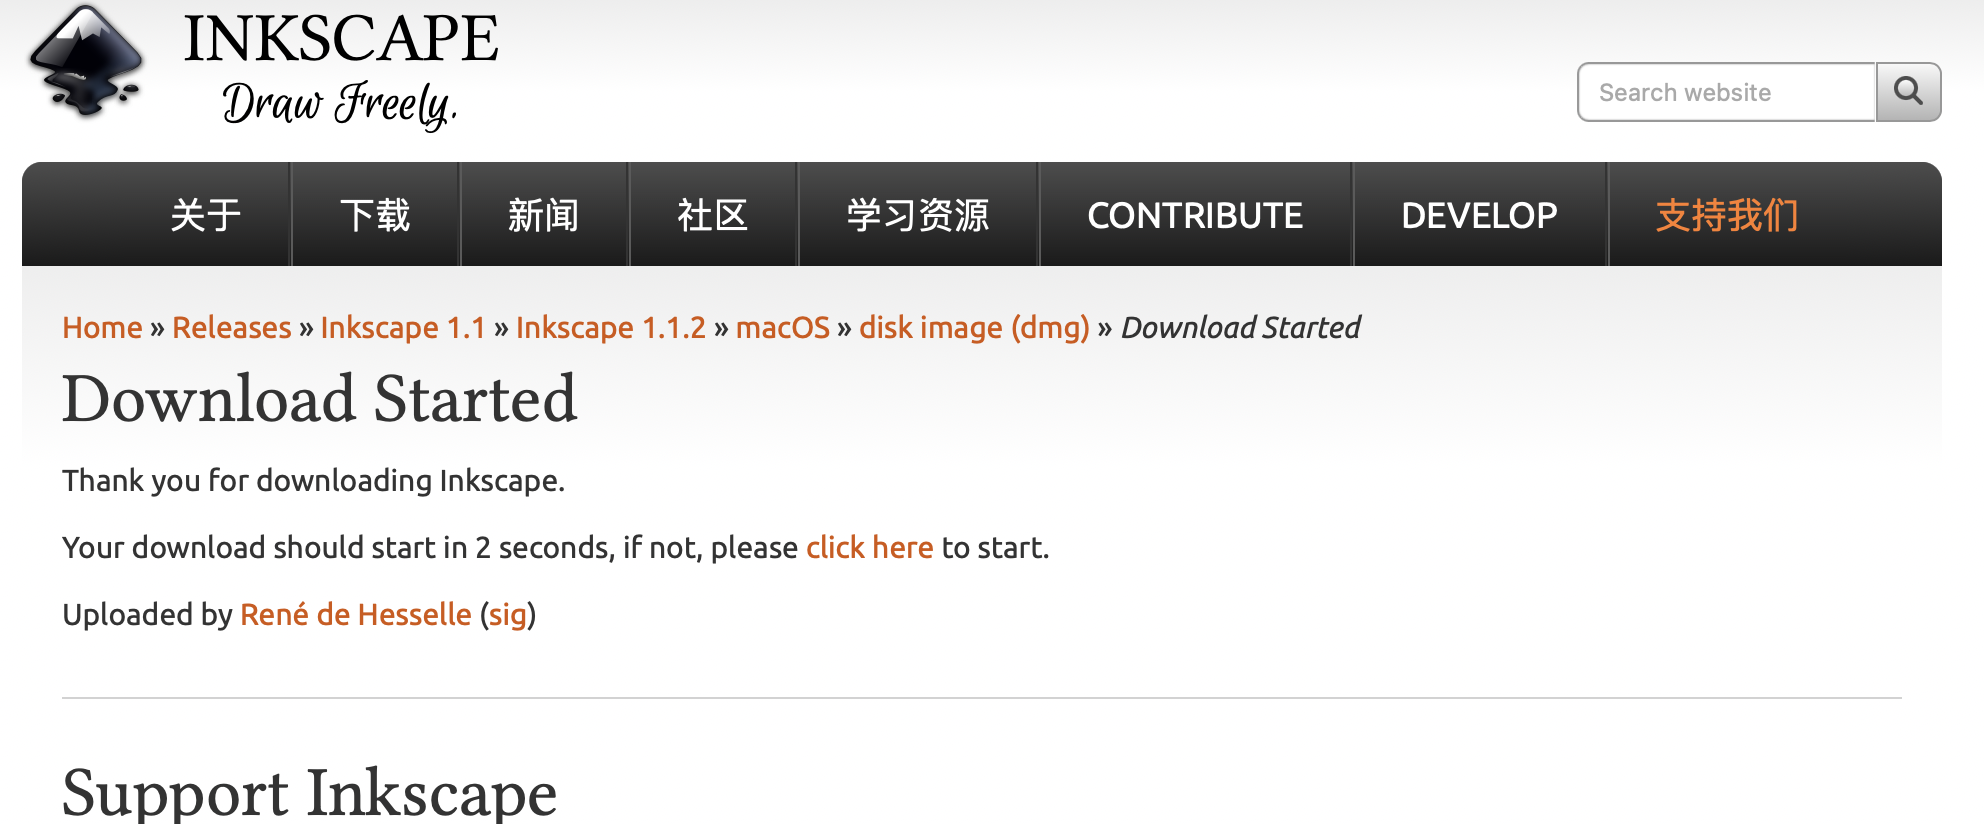 INKSCAPE
Draw Freely.
Search website
关于 下载 新闻 社区 学习资源 CONTRIBUTE DEVELOP 支持我们
Home » Releases » Inkscape 1.1 » Inkscape 1.1.2 » macOS » disk image (dmg) » Download Started
Download Started
Thank you for downloading Inkscape.
Your download should start in 2 seconds, if not, please click here to start.
Uploaded by René de Hesselle (sig)
Support Inkscape